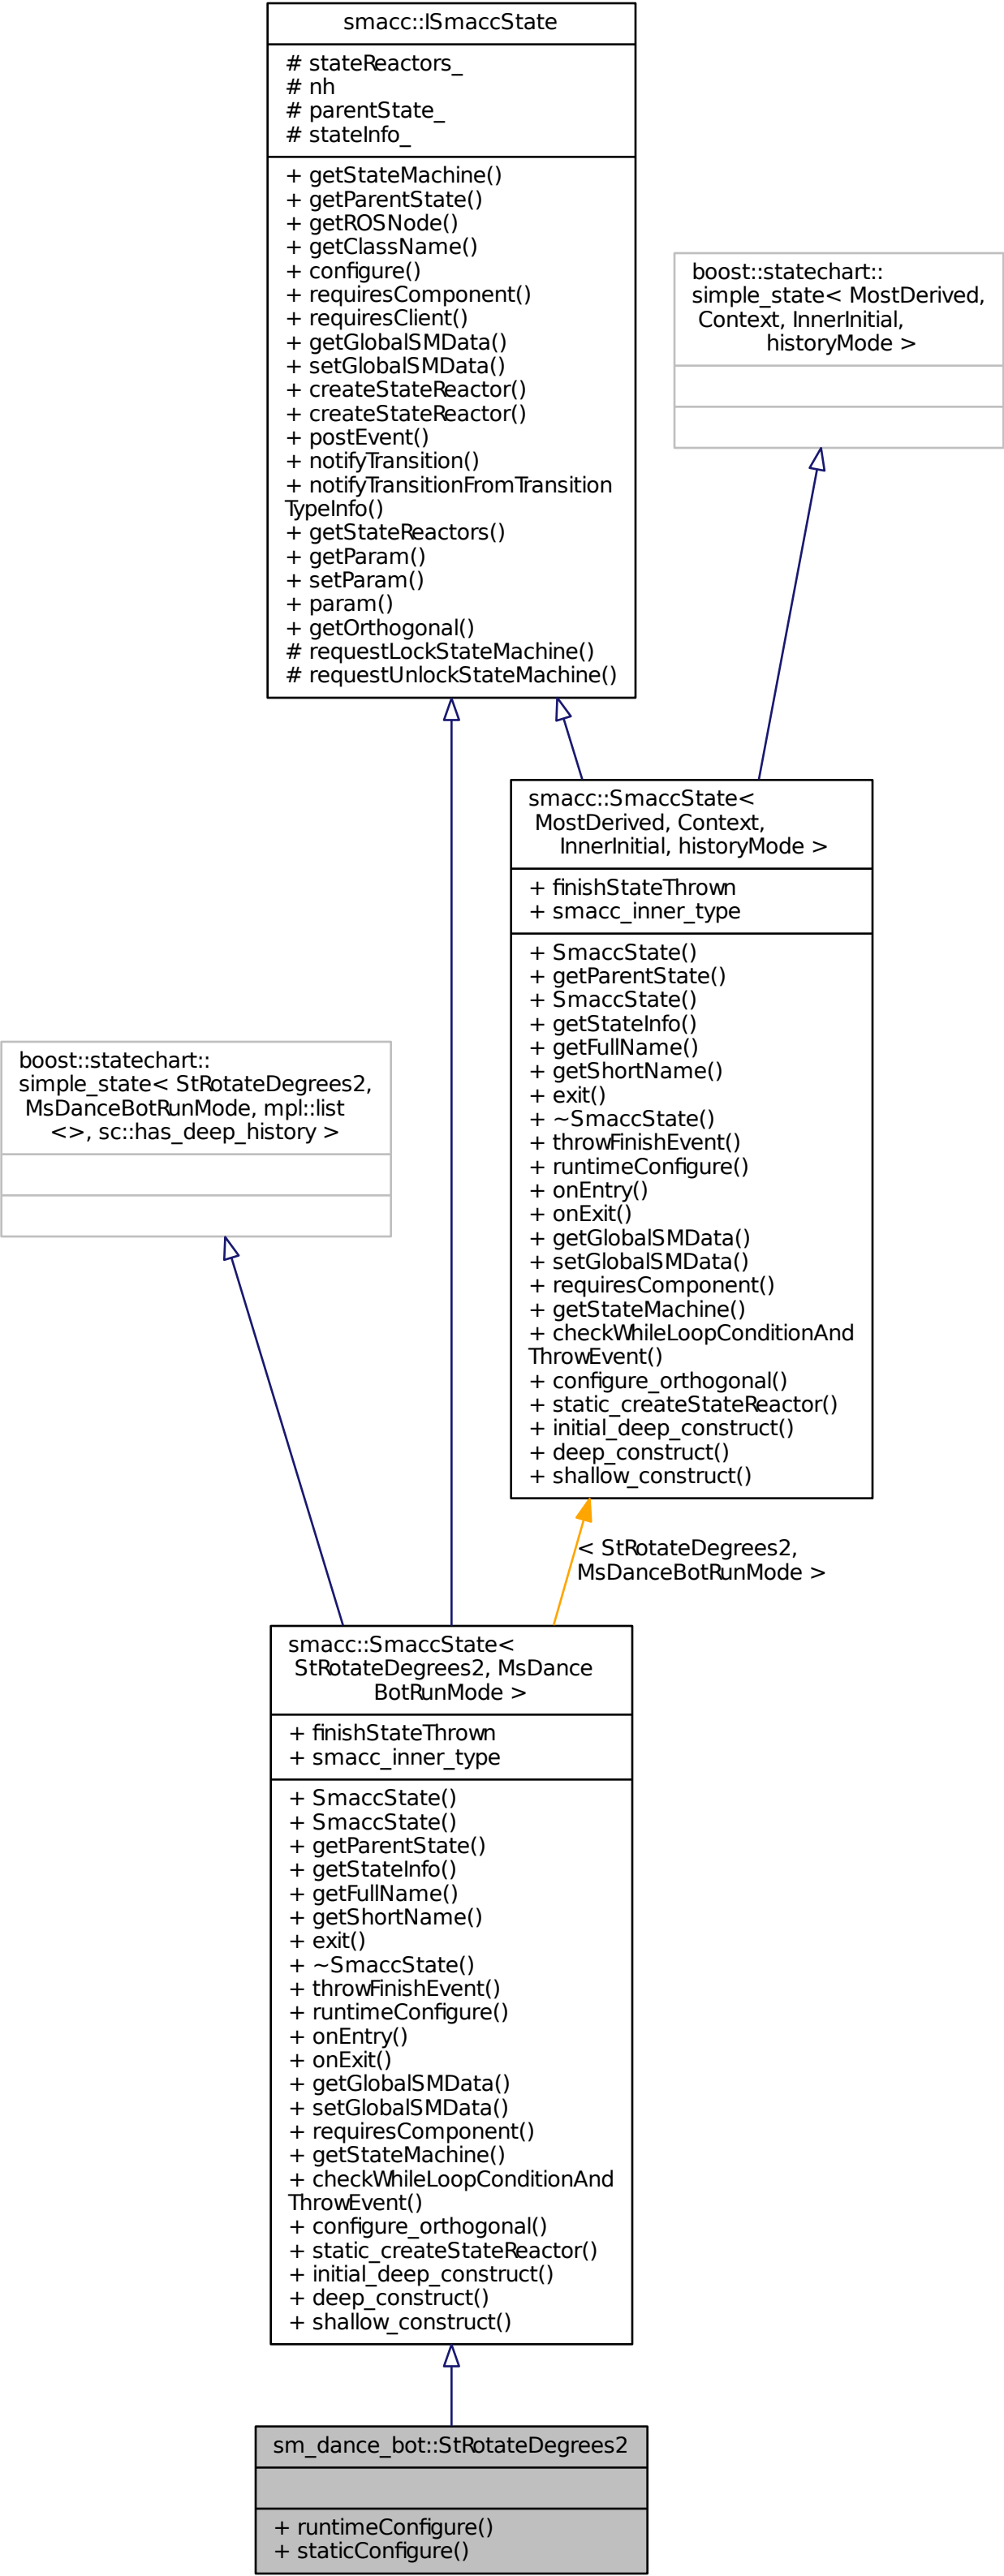 smacc::ISmaccState
# stateReactors_
# nh
# parentState_
# stateInfo_
+ getStateMachine()
+ getParentState()
+ getROSNode()
+ getClassName()
+ configure()
+ requiresComponent()
+ requiresClient()
+ getGlobalSMData()
+ setGlobalSMData()
+ createStateReactor()
+ createStateReactor()
+ postEvent()
+ notifyTransition()
+ notifyTransitionFromTransition
TypeInfo()
+ getStateReactors()
+ getParam()
+ setParam()
+ param()
+ getOrthogonal()
# requestLockStateMachine()
# requestUnlockStateMachine()
boost::statechart::
simple_state< MostDerived,
Context, InnerInitial,
historyMode >
smacc::SmaccState<
MostDerived, Context,
InnerInitial, historyMode >
+ finishStateThrown
+ smacc_inner_type
+ SmaccState()
+ getParentState()
+ SmaccState()
+ getStateInfo()
+ getFullName()
+ getShortName()
+ exit()
+ ~SmaccState()
+ throwFinishEvent()
+ runtimeConfigure()
+ onEntry()
+ onExit()
+ getGlobalSMData()
+ setGlobalSMData()
+ requiresComponent()
+ getStateMachine()
+ checkWhileLoopConditionAnd
ThrowEvent()
+ configure_orthogonal()
+ static_createStateReactor()
+ initial_deep_construct()
+ deep_construct()
+ shallow_construct()
boost::statechart::
simple_state< StRotateDegrees2,
MsDanceBotRunMode, mpl::list
<>, sc::has_deep_history >
< StRotateDegrees2,
MsDanceBotRunMode >
smacc::SmaccState<
StRotateDegrees2, MsDance
BotRunMode >
+ finishStateThrown
+ smacc_inner_type
+ SmaccState()
+ SmaccState()
+ getParentState()
+ getStateInfo()
+ getFullName()
+ getShortName()
+ exit()
+ ~SmaccState()
+ throwFinishEvent()
+ runtimeConfigure()
+ onEntry()
+ onExit()
+ getGlobalSMData()
+ setGlobalSMData()
+ requiresComponent()
+ getStateMachine()
+ checkWhileLoopConditionAnd
ThrowEvent()
+ configure_orthogonal()
+ static_createStateReactor()
+ initial_deep_construct()
+ deep_construct()
+ shallow_construct()
sm_dance_bot::StRotateDegrees2
+ runtimeConfigure()
+ staticConfigure()